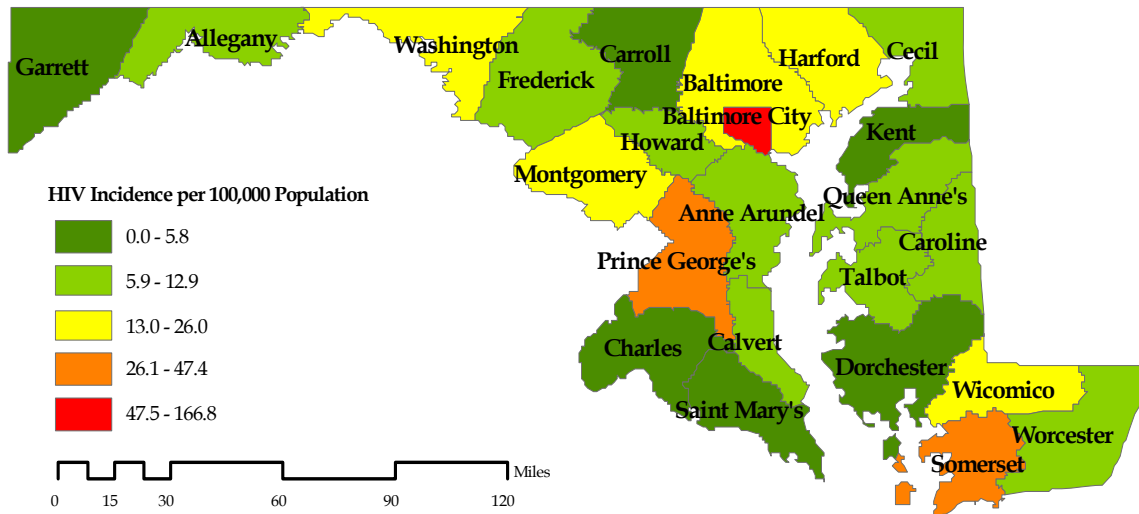 Garrett
Allegany
Washington
Frederick
Carroll
Baltimore
Harford
Cecil
Baltimore City
Howard
Kent
Montgomery
Anne Arundel
Queen Anne's
Prince George's
Caroline
Talbot
Charles
Calvert
Dorchester
Saint Mary's
Wicomico
Worcester
Somerset
HIV Incidence per 100,000 Population
0.0 - 5.8
5.9 - 12.9
13.0 - 26.0
26.1 - 47.4
47.5 - 166.8
Miles
0 15 30 60 90 120